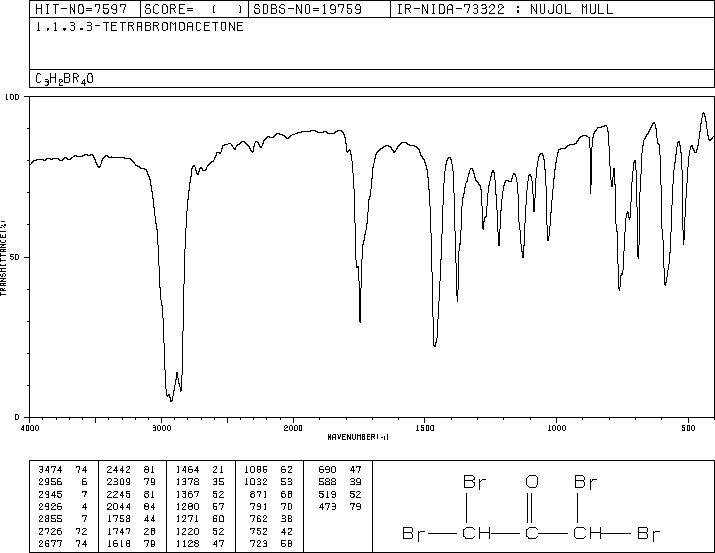 HIT-NO=7597 SCORE= ( ) SDBS-NO=19759 IR-NIDA-73322 : NUJOL MULL
1,1,3,3-TETRABROMOACETONE
C3H2BR4O
100
50
0
TRANSMITTANCE(%)
4000 3000 2000 1500 1000 500
WAVENUMBER(-1)
3474 74 2442 81 1464 21 1086 62 690 47
2956 6 2309 79 1378 35 1032 53 588 39
2945 7 2245 81 1367 52 871 68 519 52
2926 4 2044 84 1280 67 791 70 473 79
2855 7 1758 44 1271 60 762 38
2726 72 1747 28 1220 52 752 42
2677 74 1618 79 1128 47 723 58
Br O Br
Br CH C CH Br